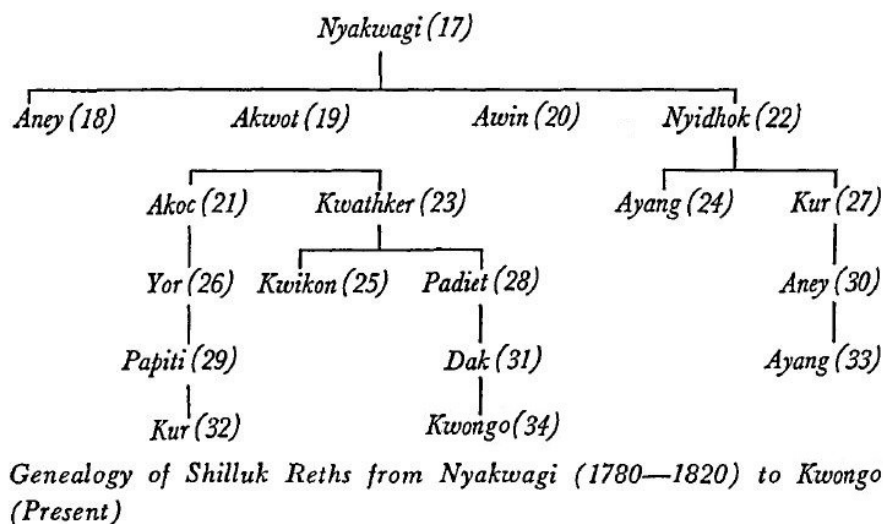 Nyakwagi (17)
Aney (18) Akwot (19) Awin (20) Nyidhok (22)
Akoc (21) Kwathker (23) Ayang (24) Kur (27)
Yor (26) Kwikon (25) Padiet (28) Aney (30)
Papiti (29) Dak (31) Ayang (33)
Kur (32) Kwongo (34)
Genealogy of Shilluk Reths from Nyakwagi (1780—1820) to Kwongo
(Present)